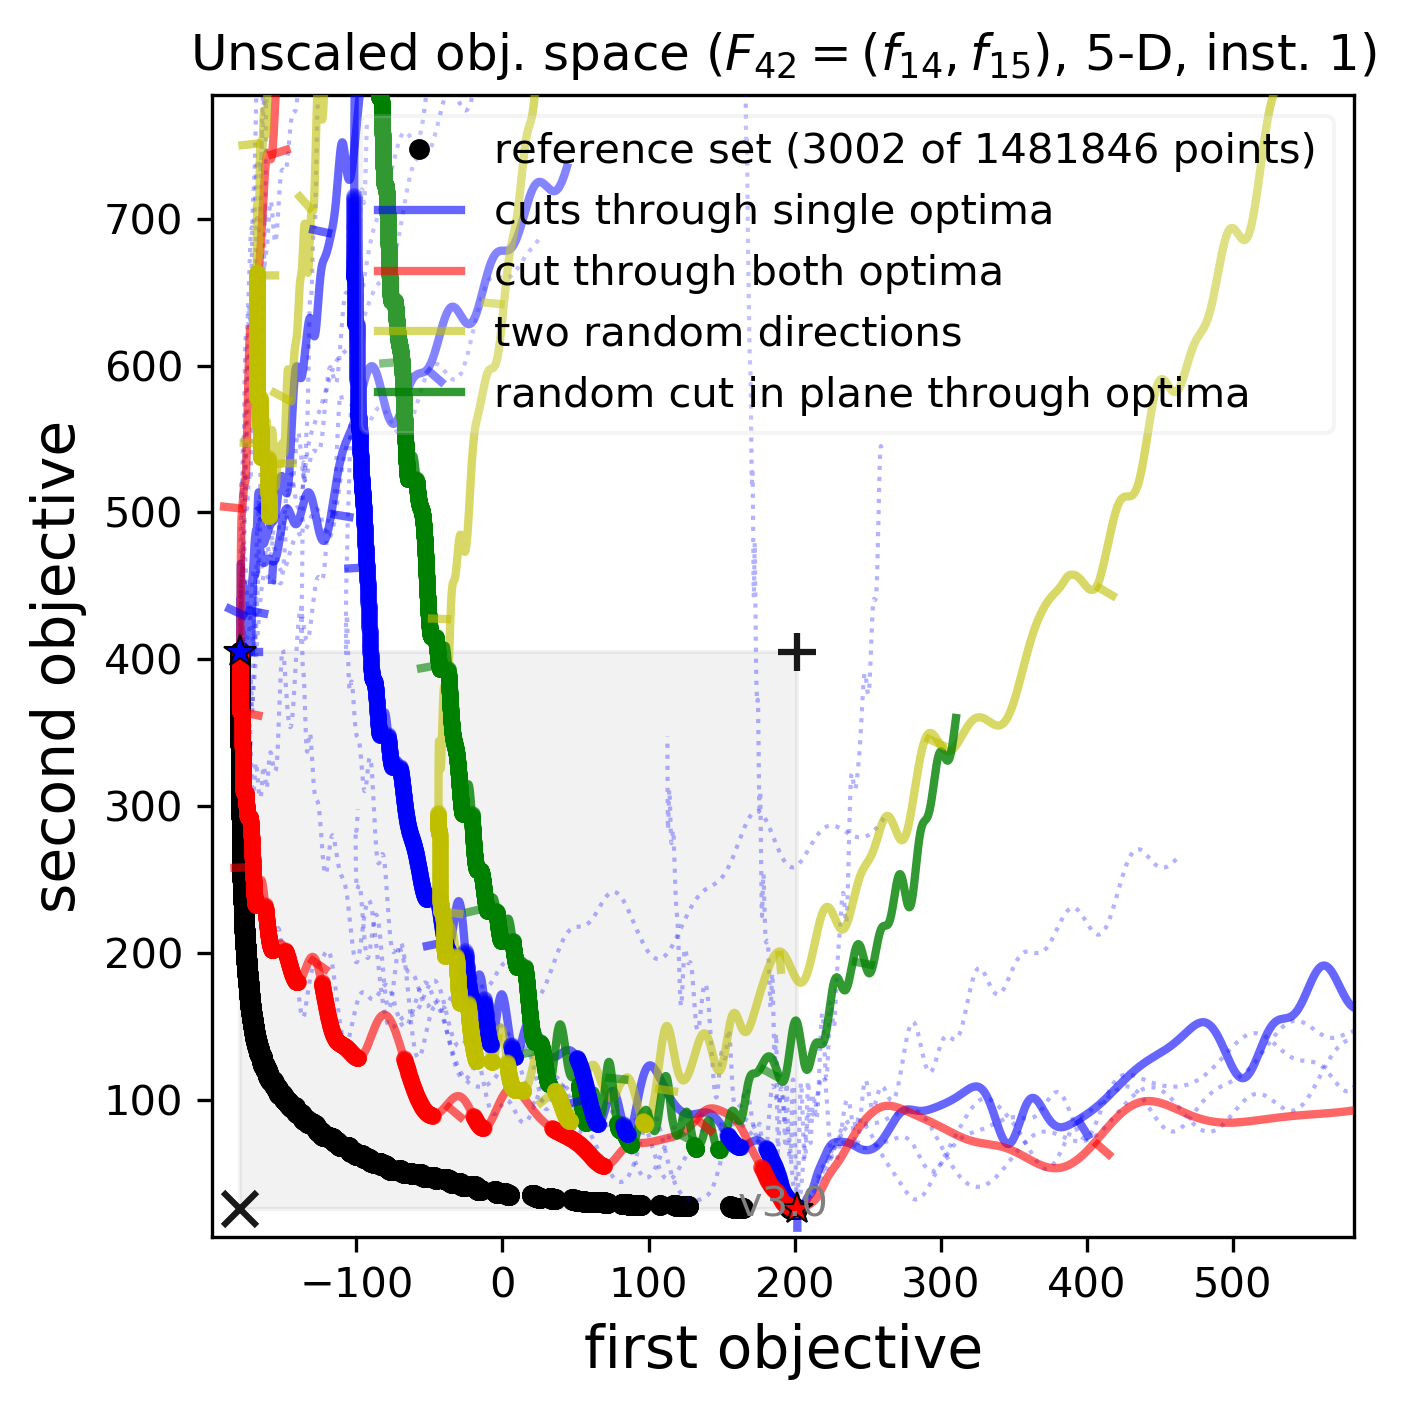 Unscaled obj. space (F42 = (f14, f15), 5-D, inst. 1)
reference set (3002 of 1481846 points)
cuts through single optima
cut through both optima
two random directions
random cut in plane through optima
second objective
700
600
500
400
300
200
100
v3.0
−100 0 100 200 300 400 500
first objective